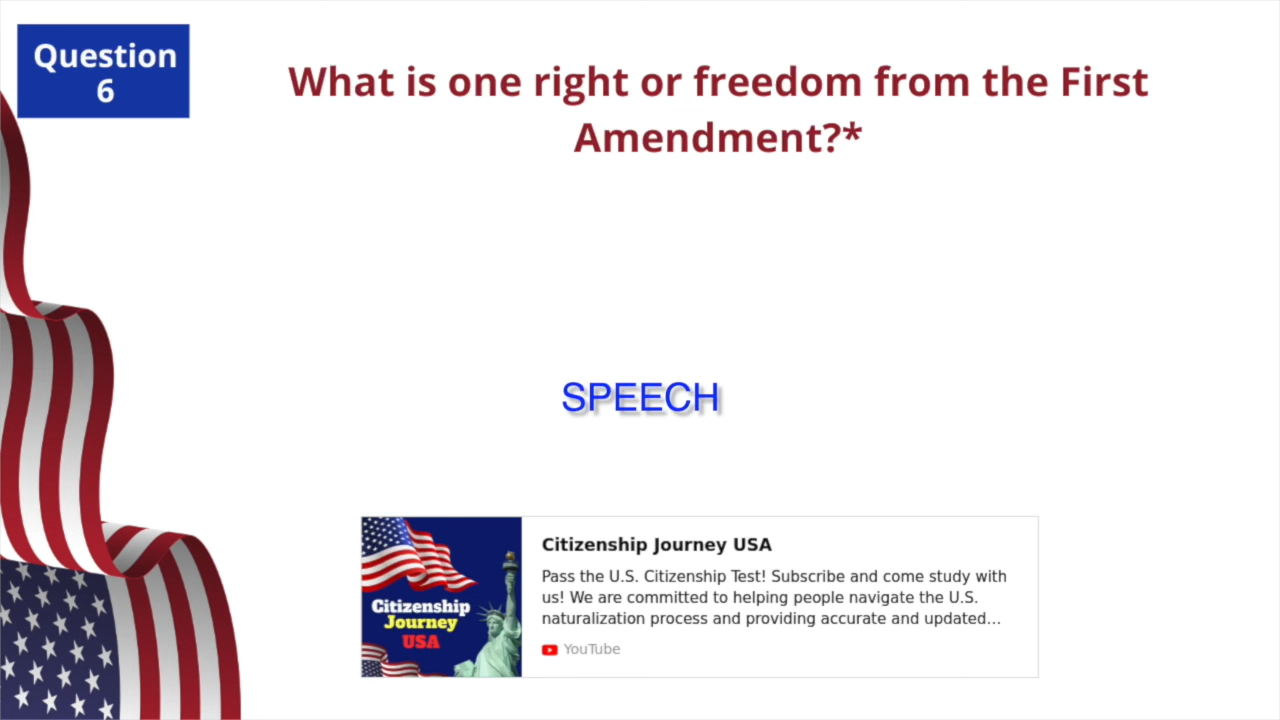 Question
6
What is one right or freedom from the First
Amendment?*
SPEECH
Citizenship
Journey
USA
Citizenship Journey USA
Pass the U.S. Citizenship Test! Subscribe and come study with
us! We are committed to helping people navigate the U.S.
naturalization process and providing accurate and updated...
YouTube